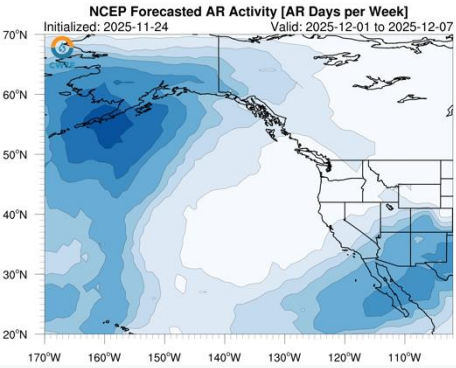 NCEP Forecasted AR Activity [AR Days per Week]
Initialized: 2025-11-24 Valid: 2025-12-01 to 2025-12-07
70°N
60°N
50°N
40°N
30°N
20°N
170°W 160°W 150°W 140°W 130°W 120°W 110°W